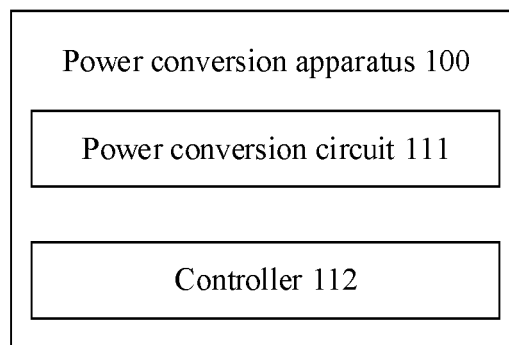 Power conversion apparatus 100
Power conversion circuit 111
Controller 112